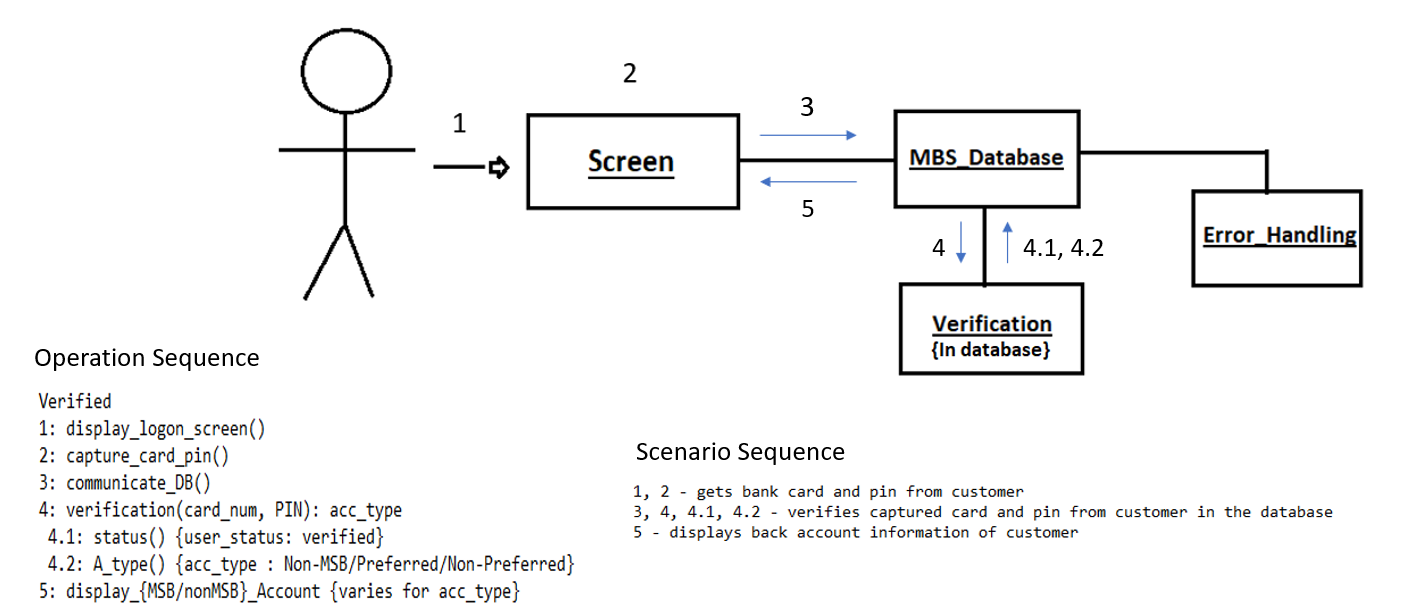 2
1
3
Screen
MBS_Database
5
Error_Handling
4
4.1, 4.2
Verification
{In database}
Operation Sequence
Verified
1: display_logon_screen()
2: capture_card_pin()
3: communicate_DB()
4: verification(card_num, PIN): acc_type
4.1: status() {user_status: verified}
4.2: A_type() {acc_type : Non-MSB/Preferred/Non-Preferred}
5: display_{MSB/nonMSB}_Account {varies for acc_type}
Scenario Sequence
1, 2 - gets bank card and pin from customer
3, 4, 4.1, 4.2 - verifies captured card and pin from customer in the database
5 - displays back account information of customer